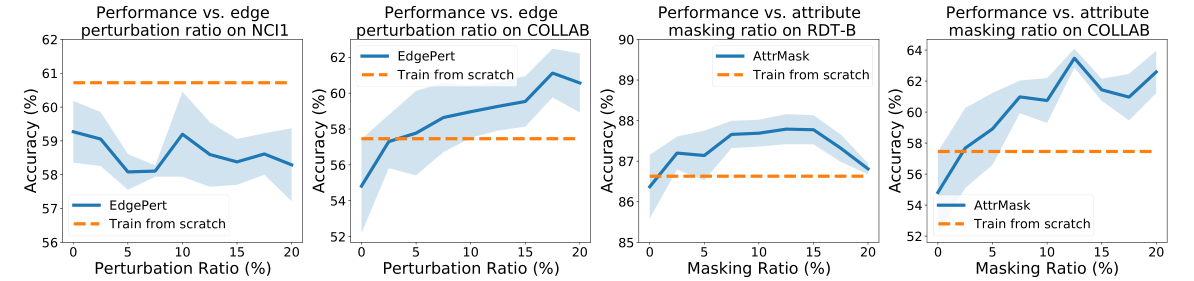 Performance vs. edge
perturbation ratio on NCI1
62
61
60
59
58
57
56
Accuracy (%)
EdgePert
Train from scratch
0 5 10 15 20
Perturbation Ratio (%)
Performance vs. edge
perturbation ratio on COLLAB
62
60
58
56
54
52
Accuracy (%)
EdgePert
Train from scratch
0 5 10 15 20
Perturbation Ratio (%)
Performance vs. attribute
masking ratio on RDT-B
90
89
88
87
86
85
Accuracy (%)
AttrMask
Train from scratch
0 5 10 15 20
Masking Ratio (%)
Performance vs. attribute
masking ratio on COLLAB
64
62
60
58
56
54
52
Accuracy (%)
AttrMask
Train from scratch
0 5 10 15 20
Masking Ratio (%)